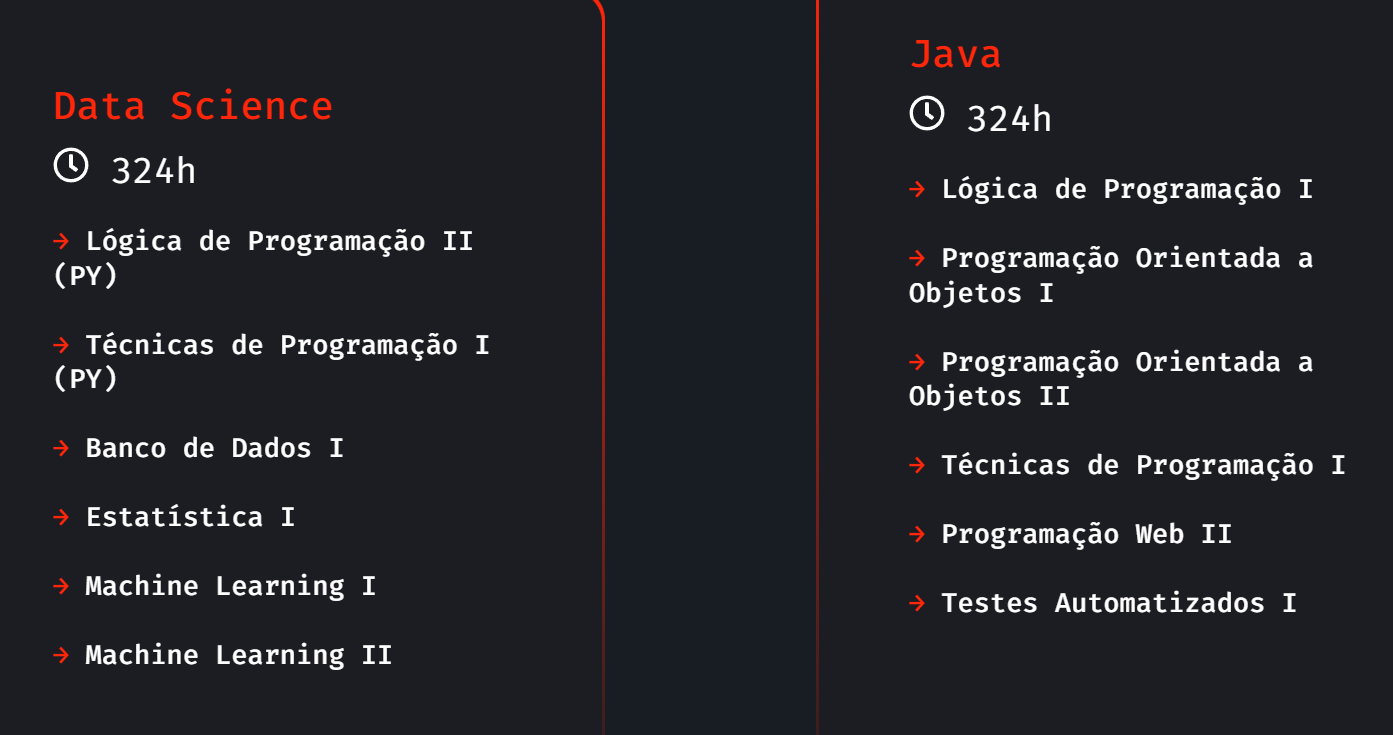 Data Science
324h
→ Lógica de Programação II
(PY)
→ Técnicas de Programação I
(PY)
→ Banco de Dados I
→ Estatística I
→ Machine Learning I
→ Machine Learning II
Java
324h
→ Lógica de Programação I
→ Programação Orientada a
Objetos I
→ Programação Orientada a
Objetos II
→ Técnicas de Programação I
→ Programação Web II
→ Testes Automatizados I